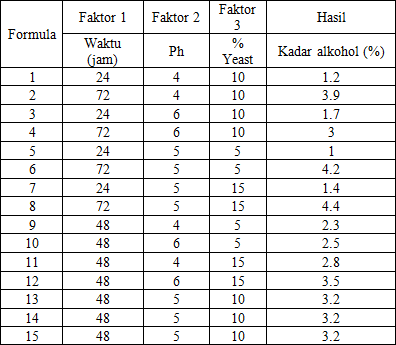 Formula Faktor 1 Faktor 2 Faktor 3 Hasil
Waktu (jam) Ph % Yeast Kadar alkohol (%)
1 24 4 10 1.2
2 72 4 10 3.9
3 24 6 10 1.7
4 72 6 10 3
5 24 5 5 1
6 72 5 5 4.2
7 24 5 15 1.4
8 72 5 15 4.4
9 48 4 5 2.3
10 48 6 5 2.5
11 48 4 15 2.8
12 48 6 15 3.5
13 48 5 10 3.2
14 48 5 10 3.2
15 48 5 10 3.2